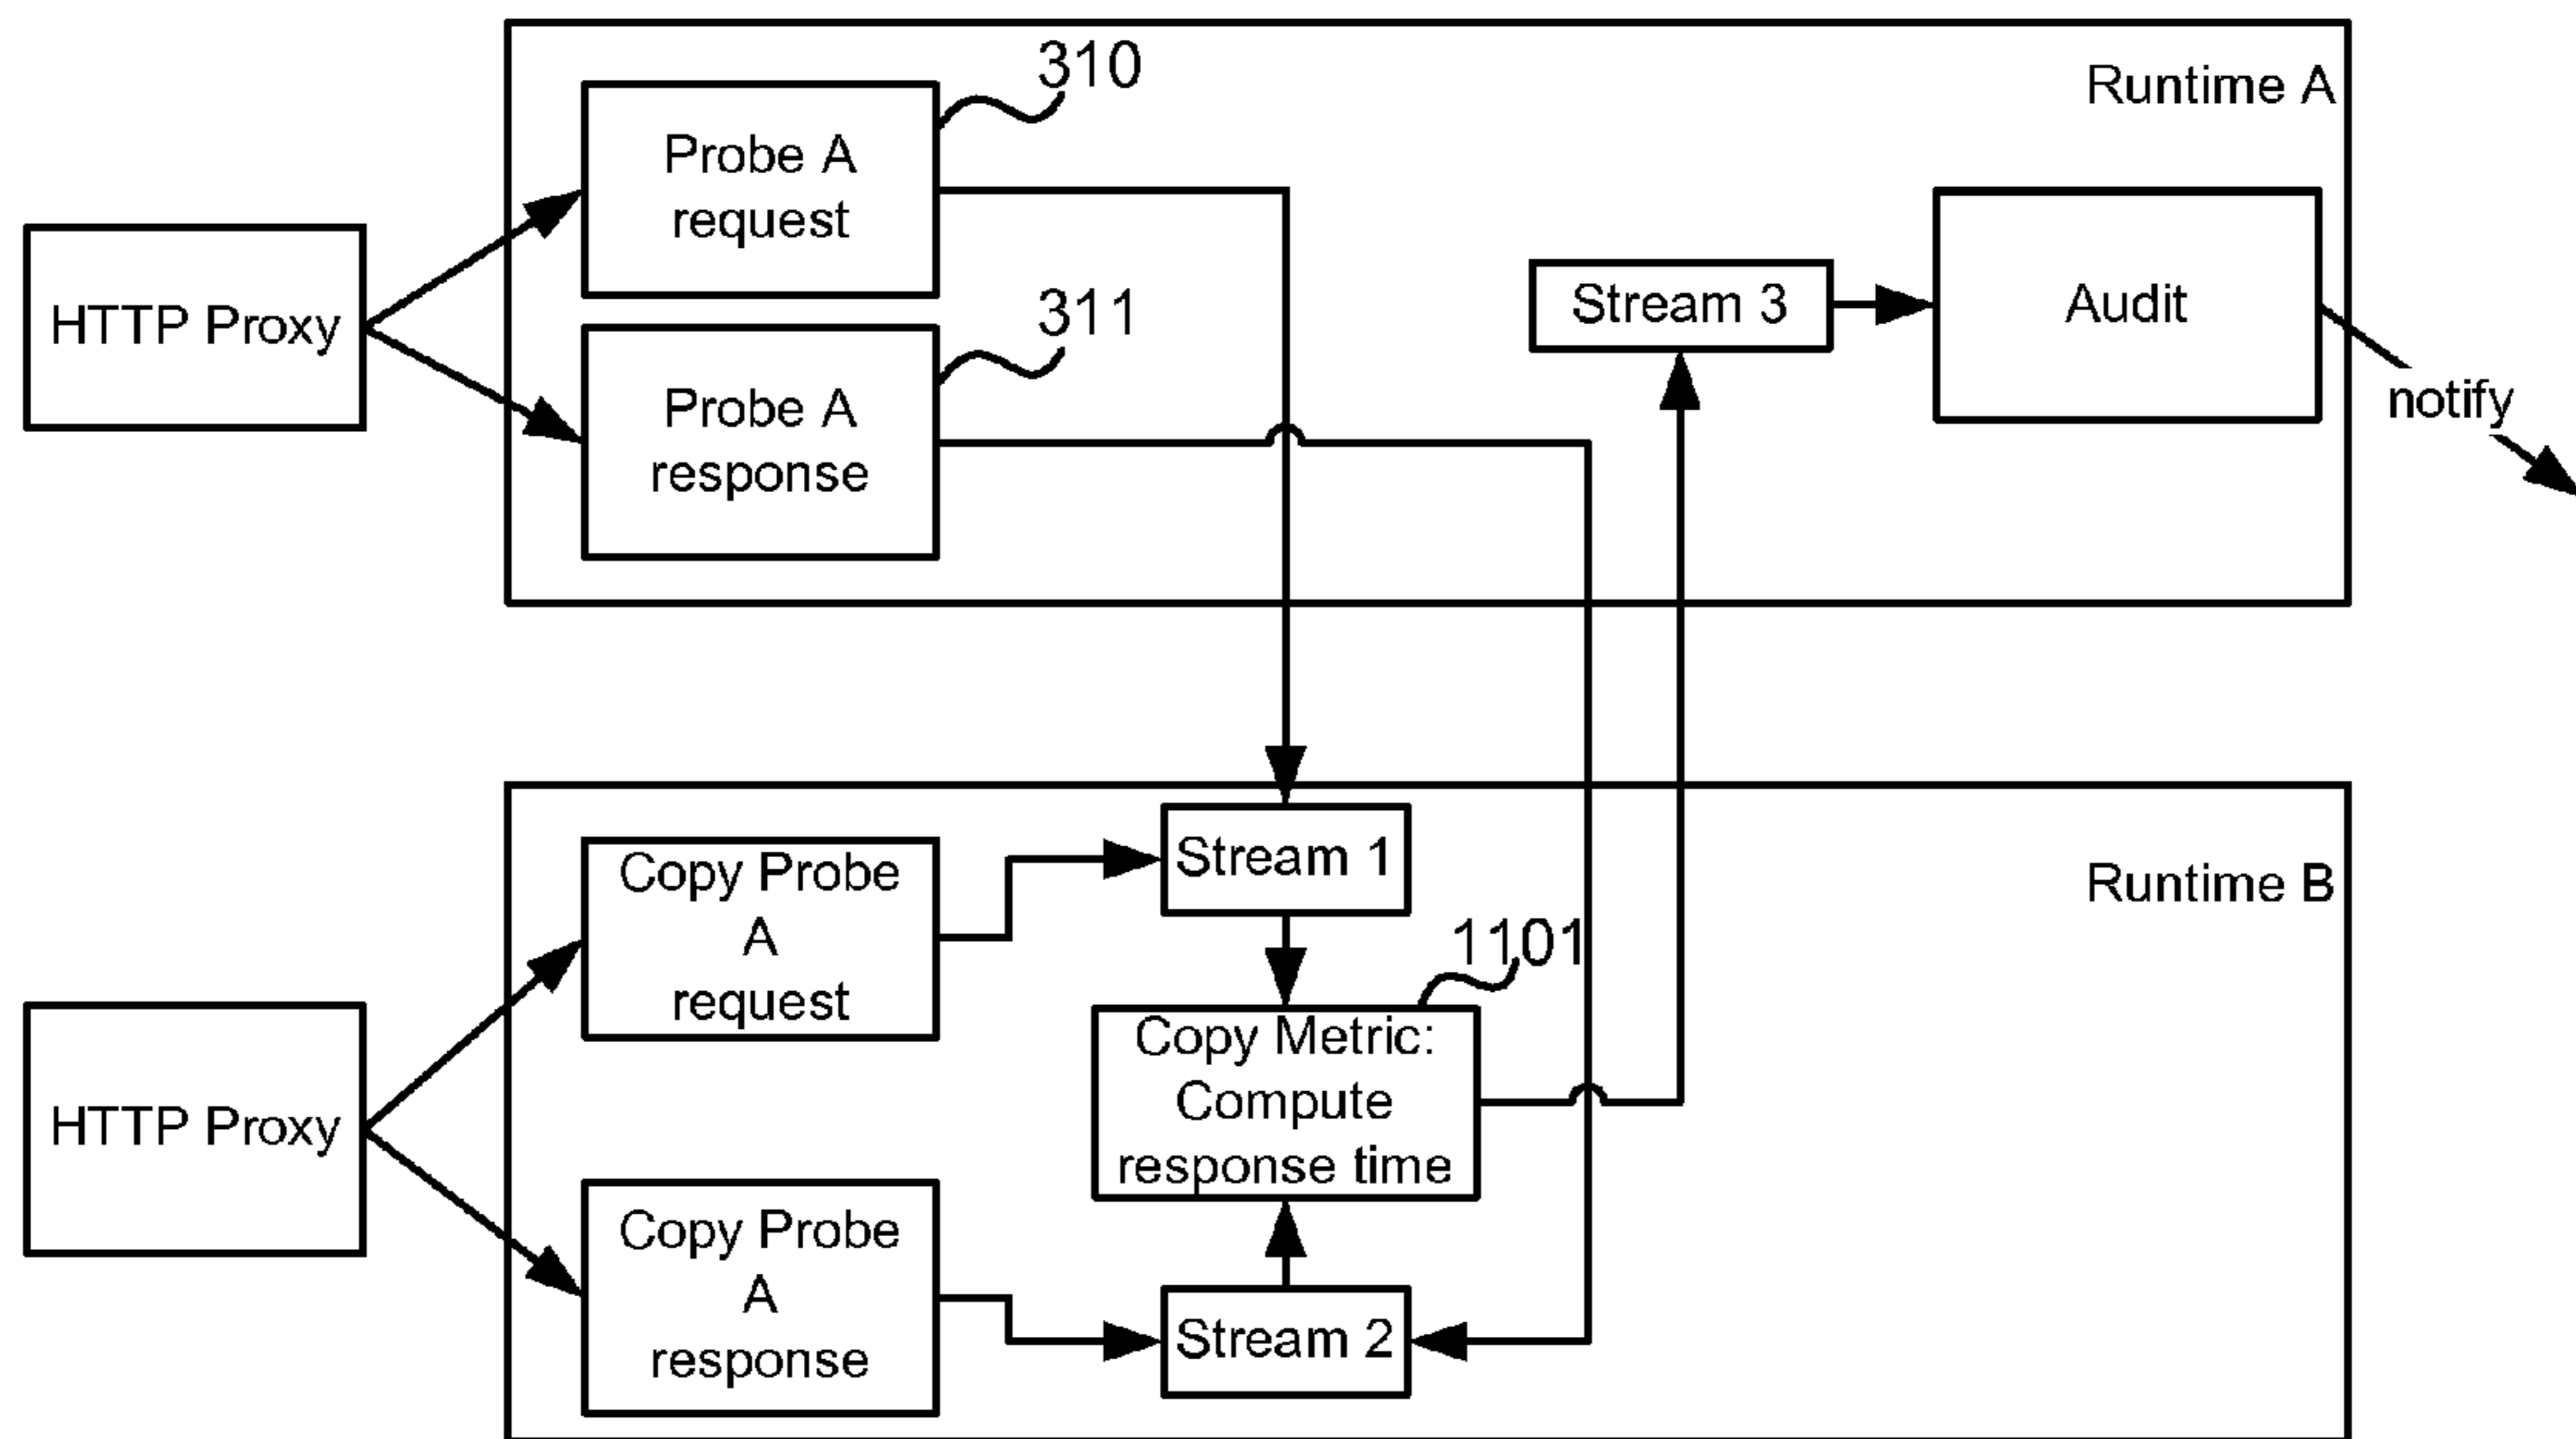 310
Runtime A
Probe A
request
HTTP Proxy
311
Stream 3
Audit
Probe A
response
notify
Copy Probe
A
request
Stream 1
Runtime B
1101
Copy Metric:
Compute
response time
HTTP Proxy
Copy Probe
A
response
Stream 2